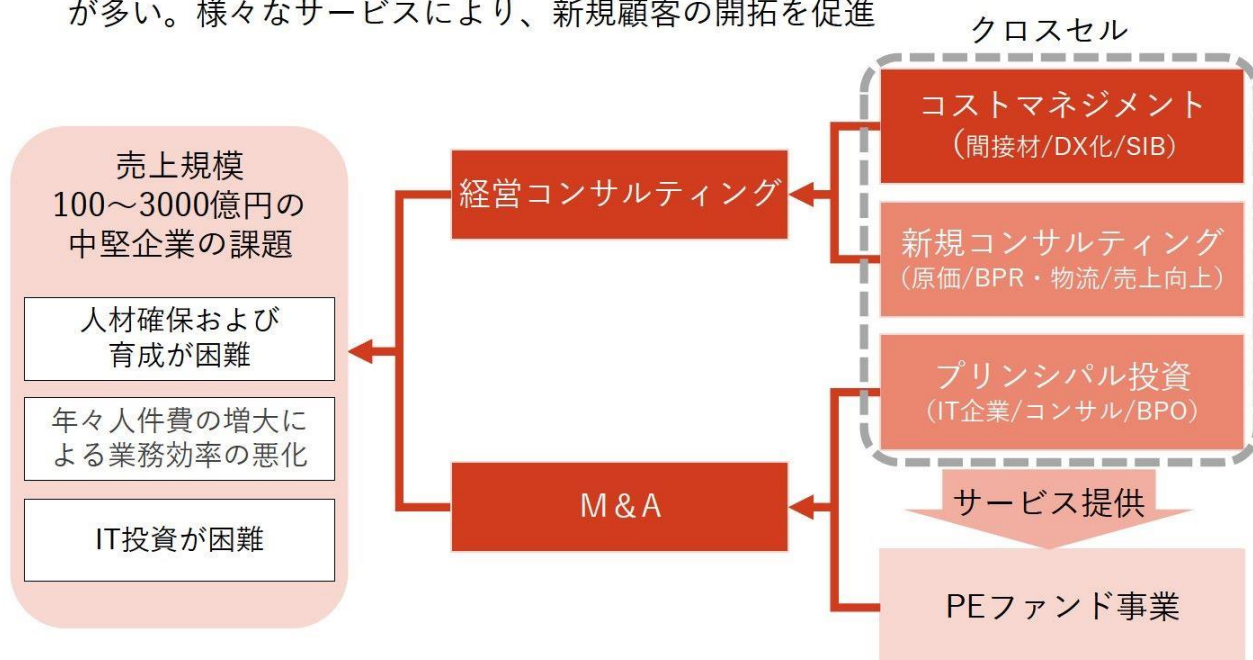 が多い。様々なサービスにより、新規顧客の開拓を促進
クロスセル
売上規模
100～3000億円の
中堅企業の課題
人材確保および
育成が困難
年々人件費の増大に
よる業務効率の悪化
IT投資が困難
経営コンサルティング
M&A
コストマネジメント
(間接材/DX化/SIB)
新規コンサルティング
(原価/BPR・物流/売上向上)
プリンシパル投資
(IT企業/コンサル/BPO)
サービス提供
PEファンド事業